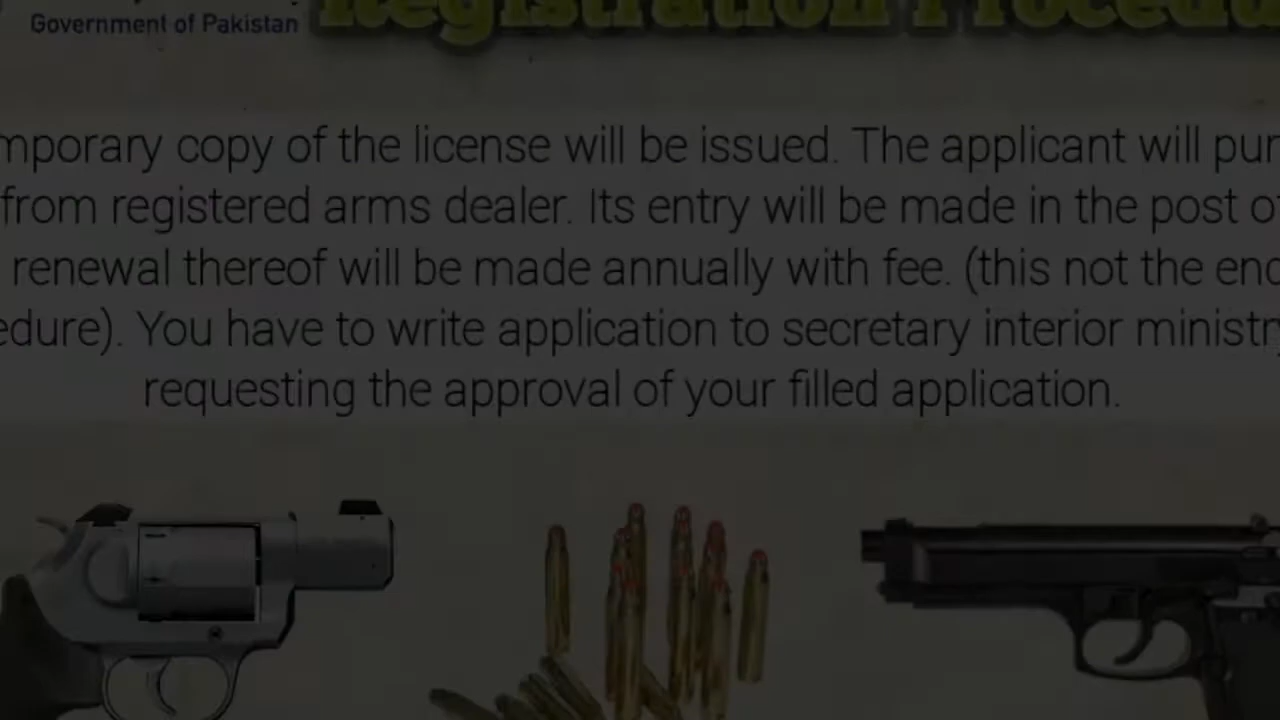 Government of Pakistan
Registration Procedu
mporary copy of the license will be issued. The applicant will pur
from registered arms dealer. Its entry will be made in the post of
renewal thereof will be made annually with fee. (this not the end
edure). You have to write application to secretary interior ministr
requesting the approval of your filled application.